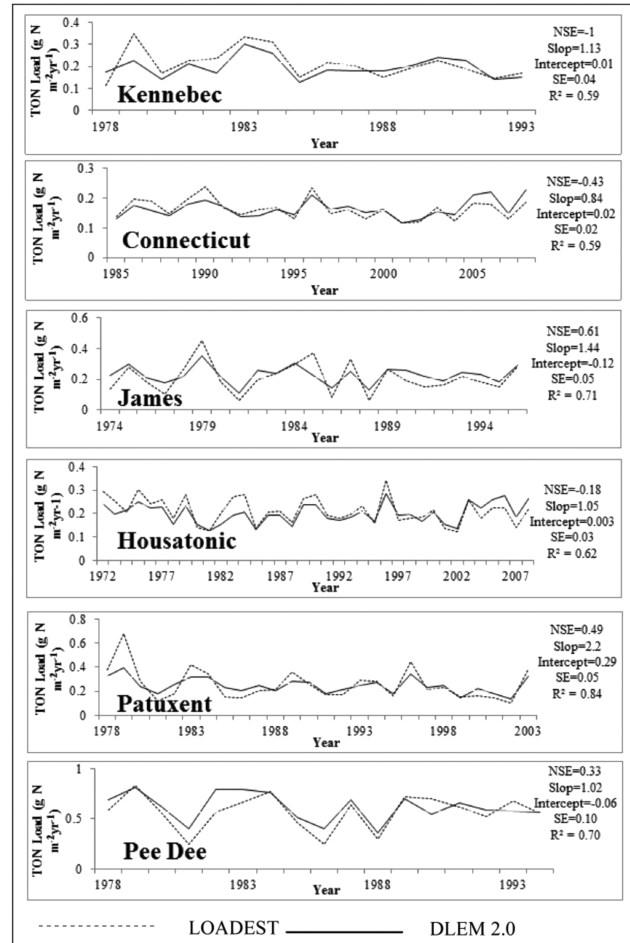 TON Load (g N m⁻²yr⁻¹)
0.4
0.3
0.2
0.1
0
Kennebec
1978
1983
1988
1993
Year
NSE=-1
Slop=1.13
Intercept=0.01
SE=0.04
R² = 0.59
TON Load (g N m⁻²yr⁻¹)
0.3
0.2
0.1
0
Connecticut
1985
1990
1995
2000
2005
Year
NSE=-0.43
Slop=0.84
Intercept=0.02
SE=0.02
R² = 0.59
TON Load (g N m⁻²yr⁻¹)
0.6
0.4
0.2
0
James
1974
1979
1984
1989
1994
Year
NSE=0.61
Slop=1.44
Intercept=-0.12
SE=0.05
R² = 0.71
TON Load (g N m⁻²yr-1)
0.4
0.3
0.2
0.1
0
Housatonic
1972
1977
1982
1987
1992
1997
2002
2007
Year
NSE=-0.18
Slop=1.05
Intercept=0.003
SE=0.03
R² = 0.62
TON Load (g N m⁻²yr⁻¹)
0.8
0.6
0.4
0.2
0
Patuxent
1978
1983
1988
1993
1998
2003
Year
NSE=0.49
Slop=2.2
Intercept=0.29
SE=0.05
R² = 0.84
TON Load (g N m⁻²yr⁻¹)
1
0.5
0
Pee Dee
1978
1983
1988
1993
Year
NSE=0.33
Slop=1.02
Intercept=-0.06
SE=0.10
R² = 0.70
LOADEST
DLEM 2.0